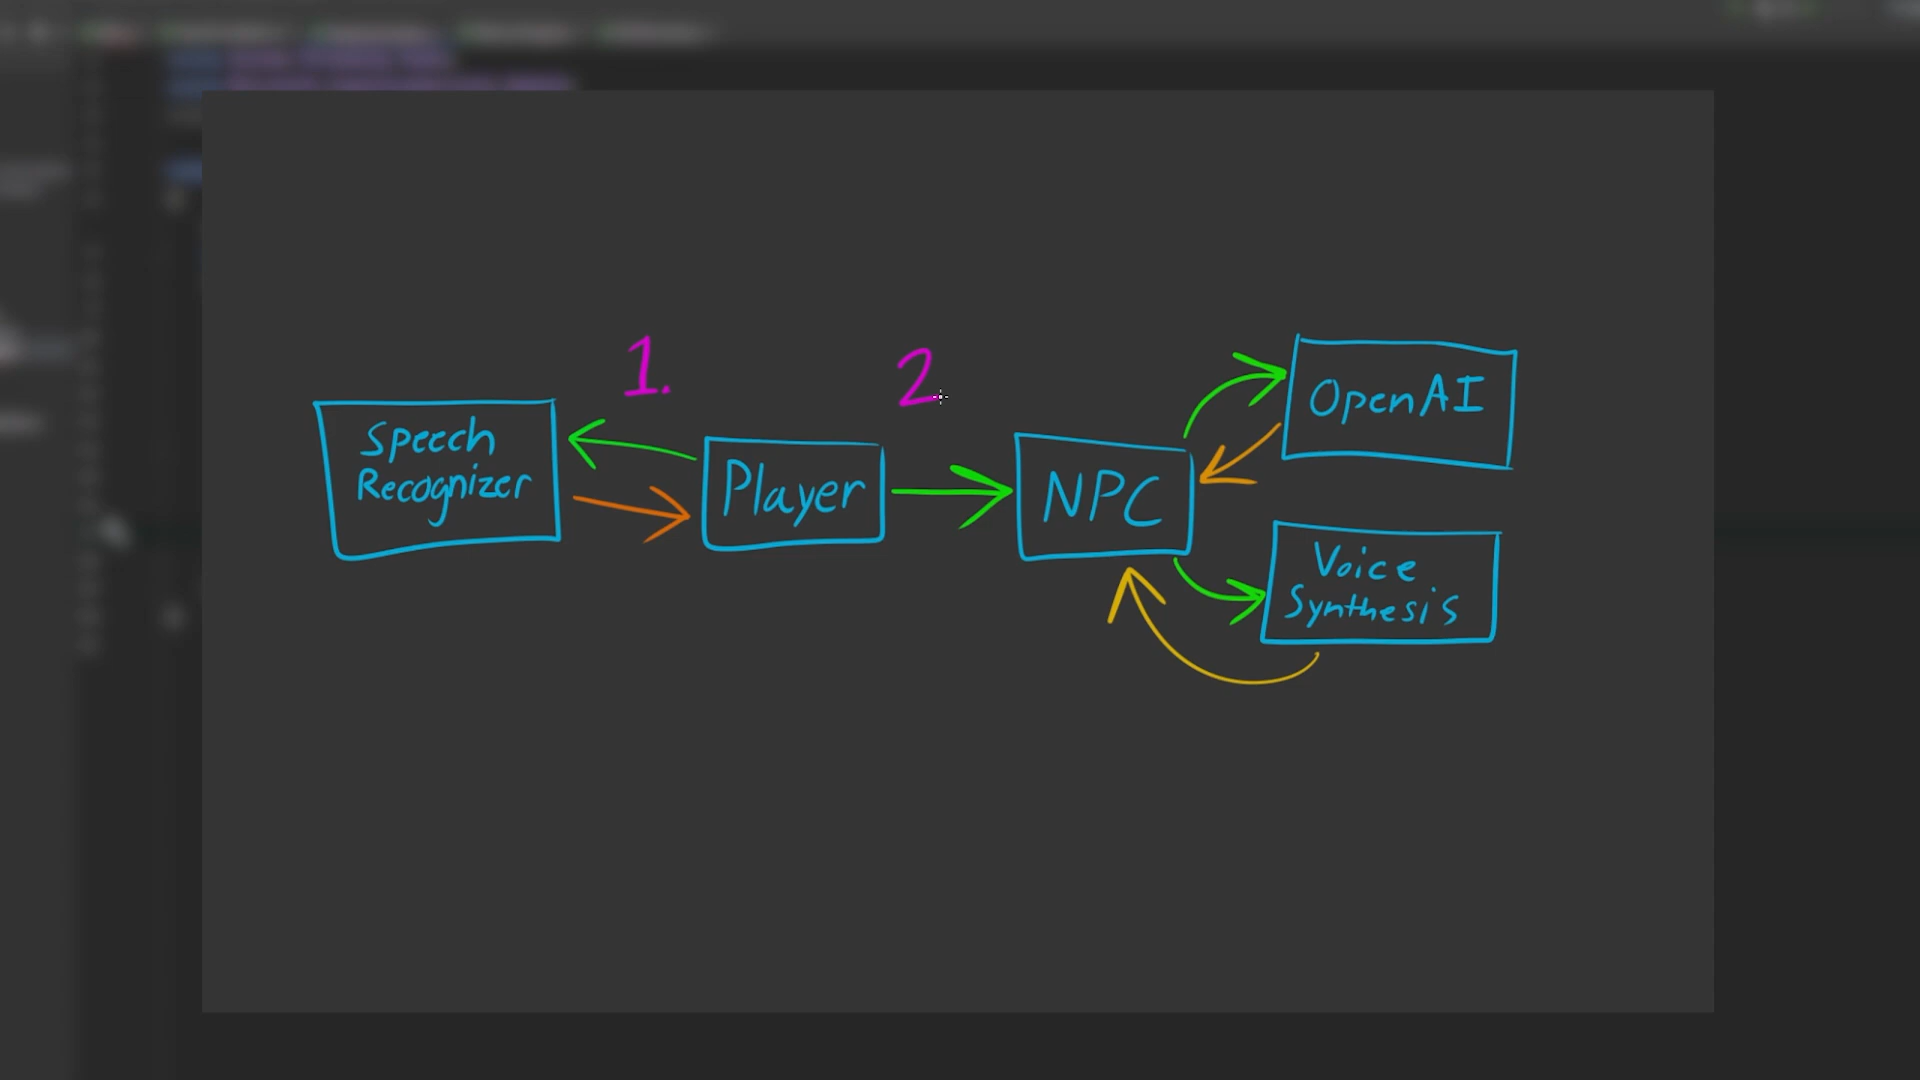 1.
2
Speech
Recognizer
Player
NPC
OpenAI
Voice
Synthesis